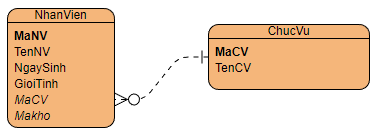 NhanVien
MaNV
TenNV
NgaySinh
GioiTinh
MaCV
Makho
ChucVu
MaCV
TenCV